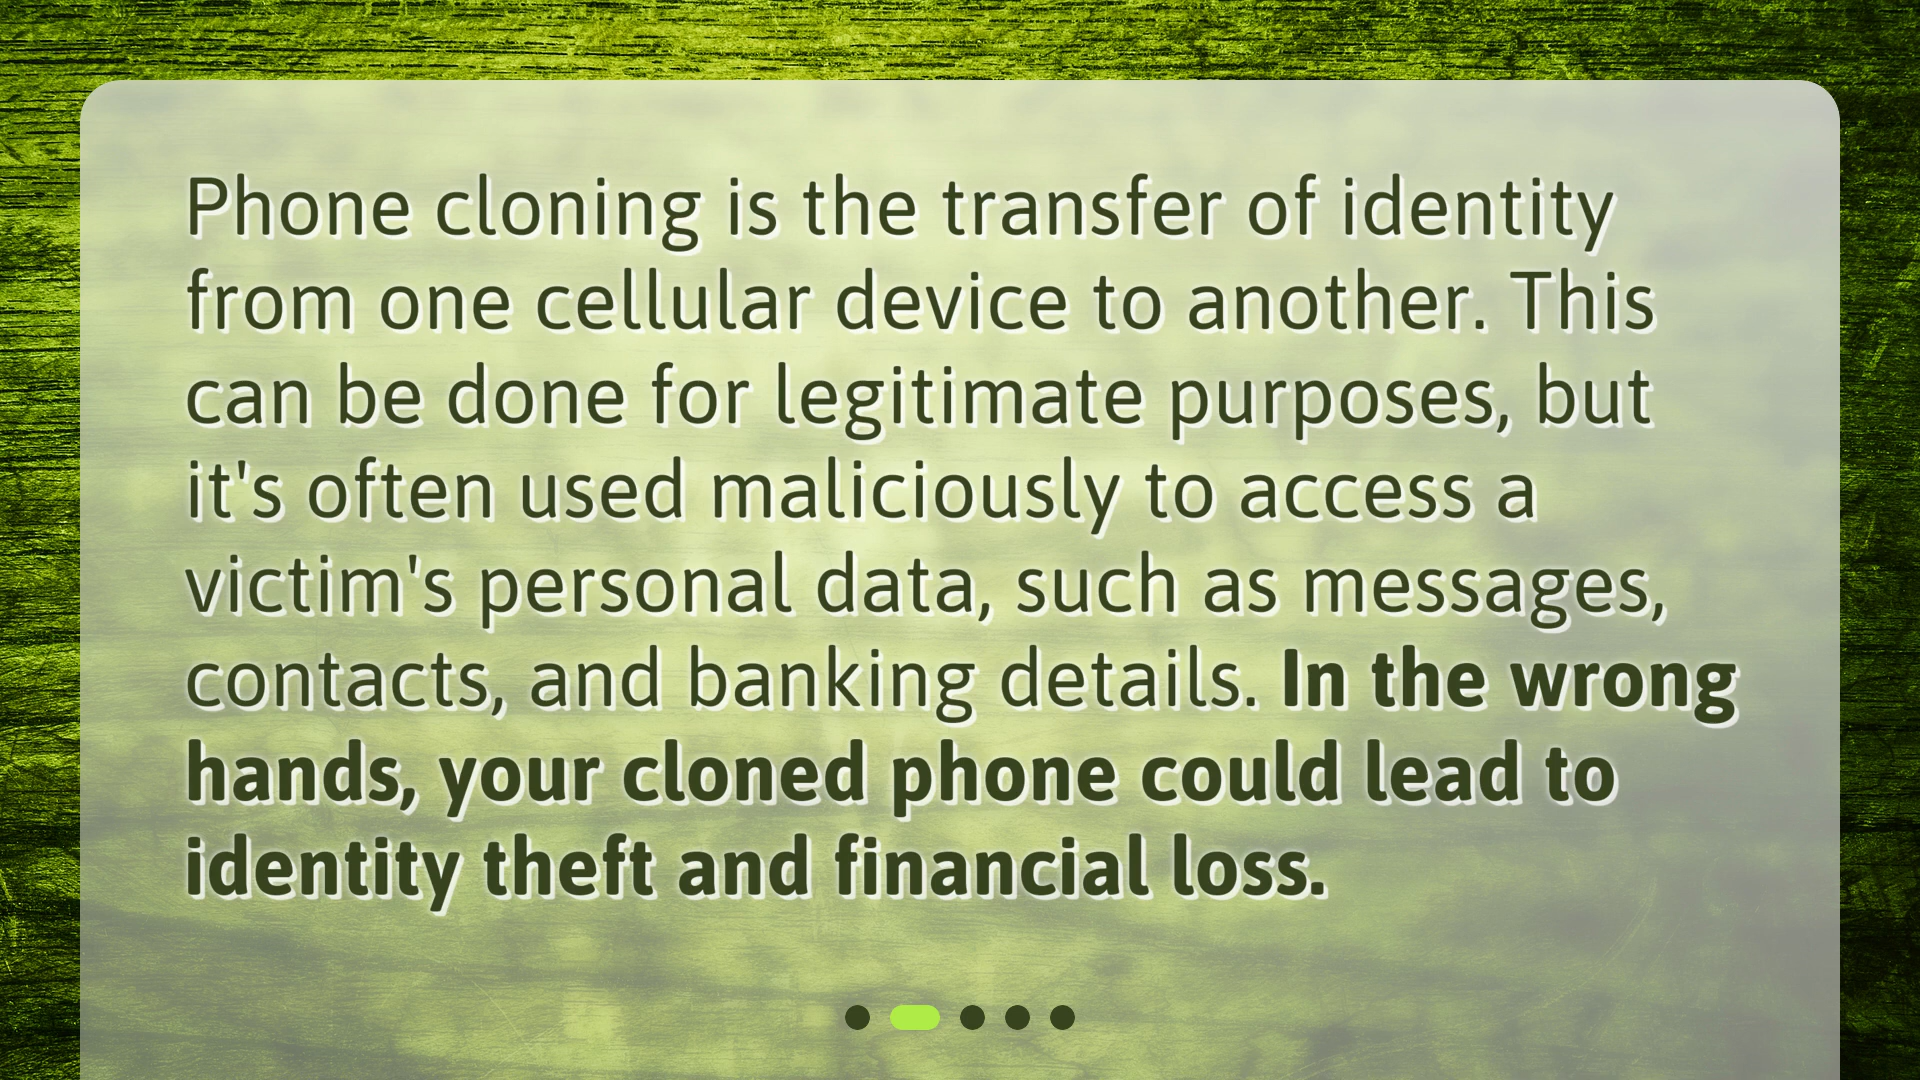 Phone cloning is the transfer of identity
from one cellular device to another. This
can be done for legitimate purposes, but
it's often used maliciously to access a
victim's personal data, such as messages,
contacts, and banking details. In the wrong
hands, your cloned phone could lead to
identity theft and financial loss.